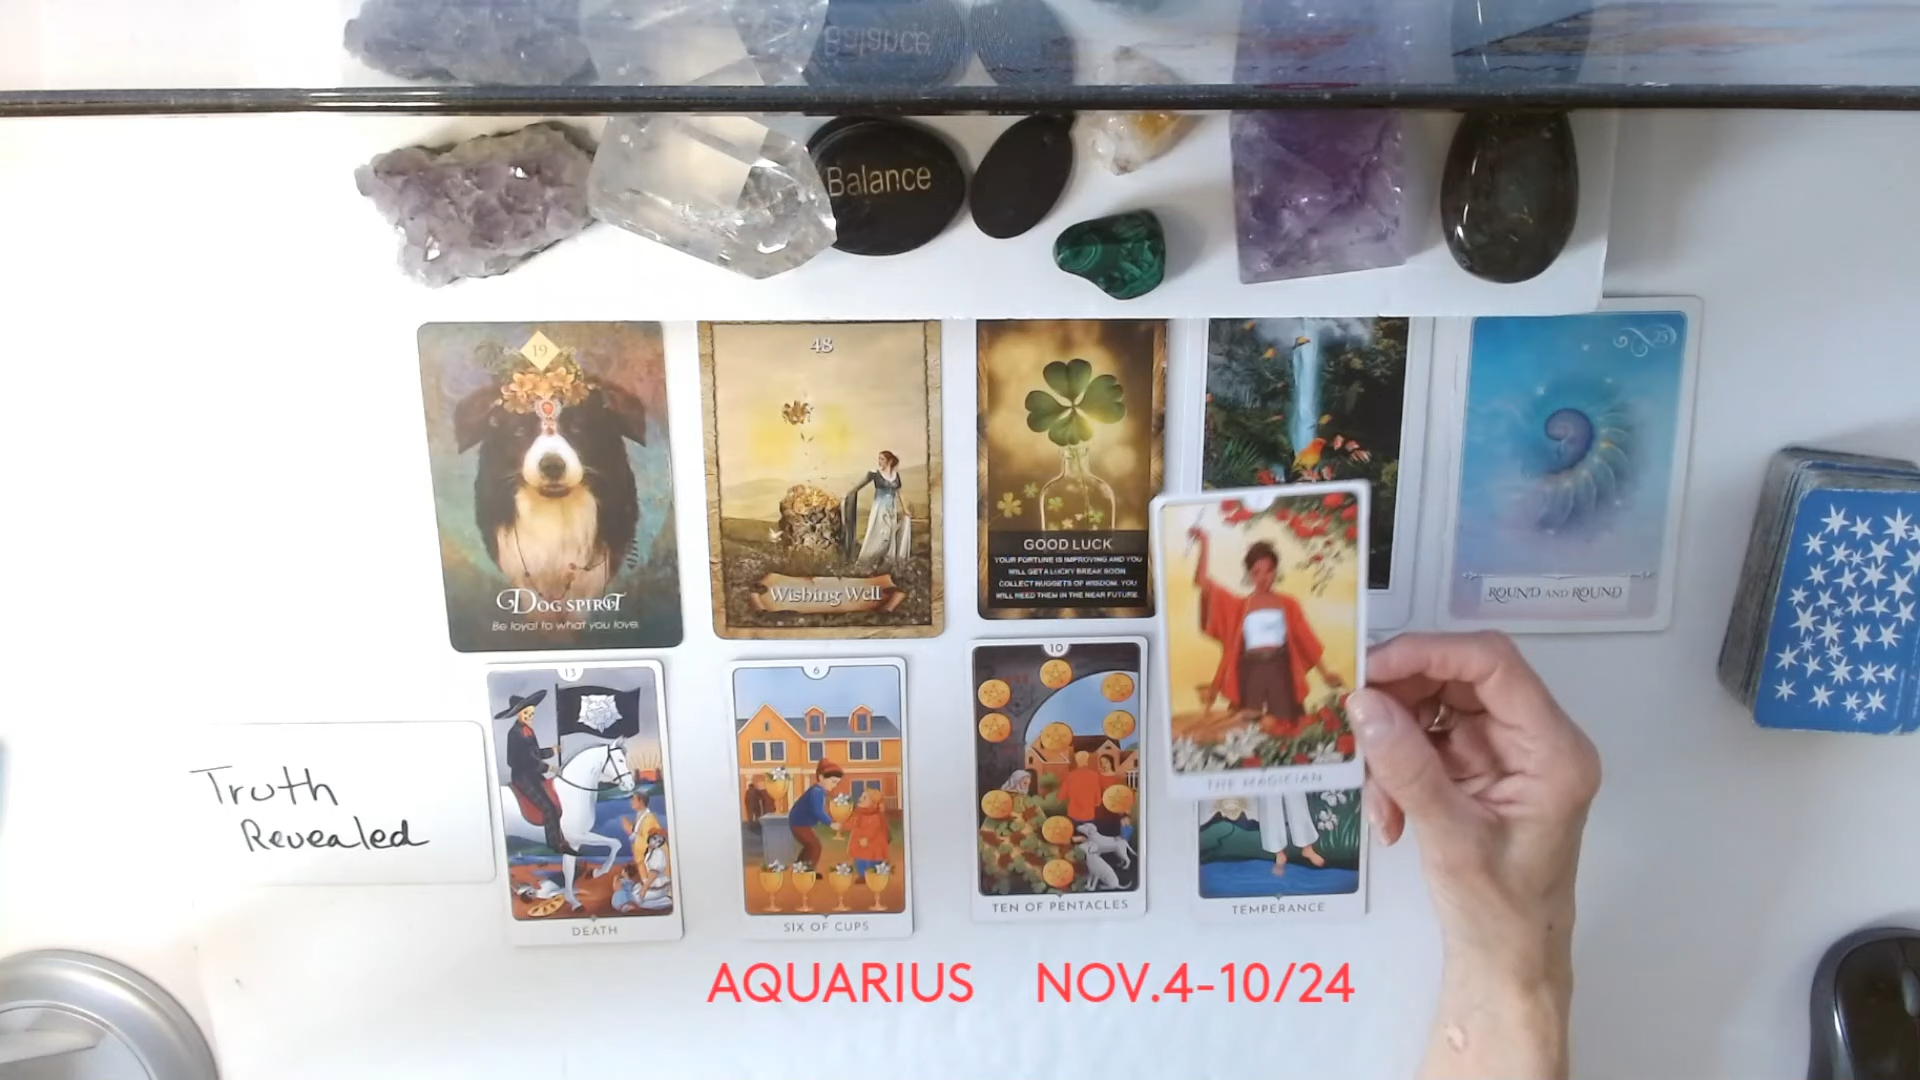 Balance
19
DOG SPIRIT
Be loyal to what you love.
48
Wishing Well
GOOD LUCK
YOUR FORTUNE IS IMPROVING AND YOU
WILL GET A LUCKY BREAK SOON.
COLLECT NUGGETS OF WISDOM. YOU
WILL NEED THEM IN THE NEAR FUTURE.
25
ROUND AND ROUND
Truth
Revealed
13
DEATH
6
SIX OF CUPS
10
TEN OF PENTACLES
THE MAGICIAN
TEMPERANCE
AQUARIUS NOV.4-10/24